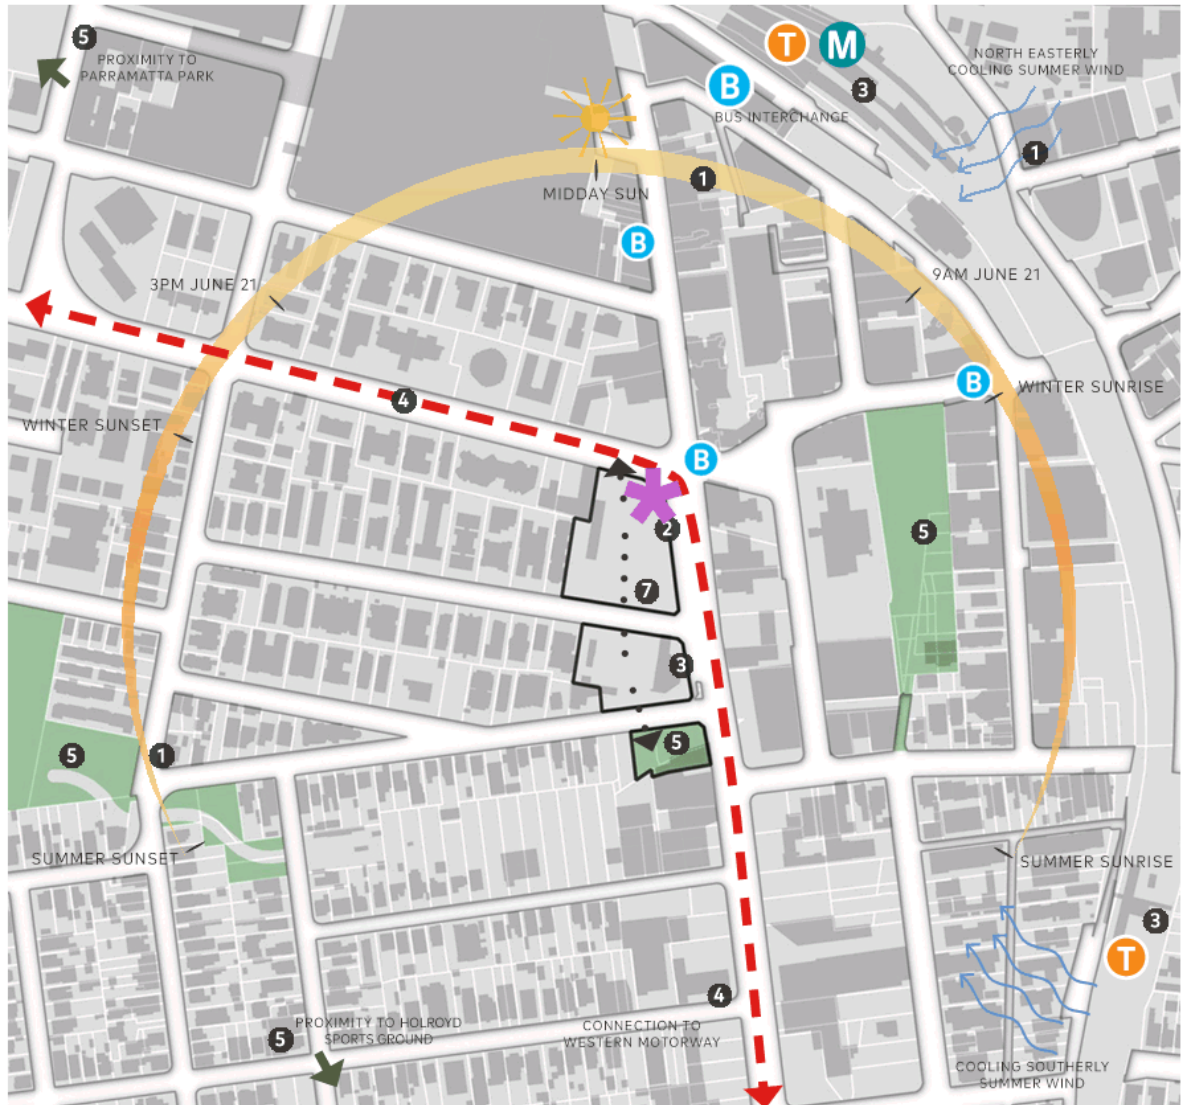 5
PROXIMITY TO
PARRAMATTA PARK
T
M
3
B
BUS INTERCHANGE
NORTH EASTERLY
COOLING SUMMER WIND
1
1
MIDDAY SUN
B
3PM JUNE 21
9AM JUNE 21
4
B
WINTER SUNRISE
WINTER SUNSET
B
2
5
7
3
5
5
1
SUMMER SUNSET
SUMMER SUNRISE
3
T
4
5
PROXIMITY TO HOLROYD
SPORTS GROUND
CONNECTION TO
WESTERN MOTORWAY
COOLING SOUTHERLY
SUMMER WIND